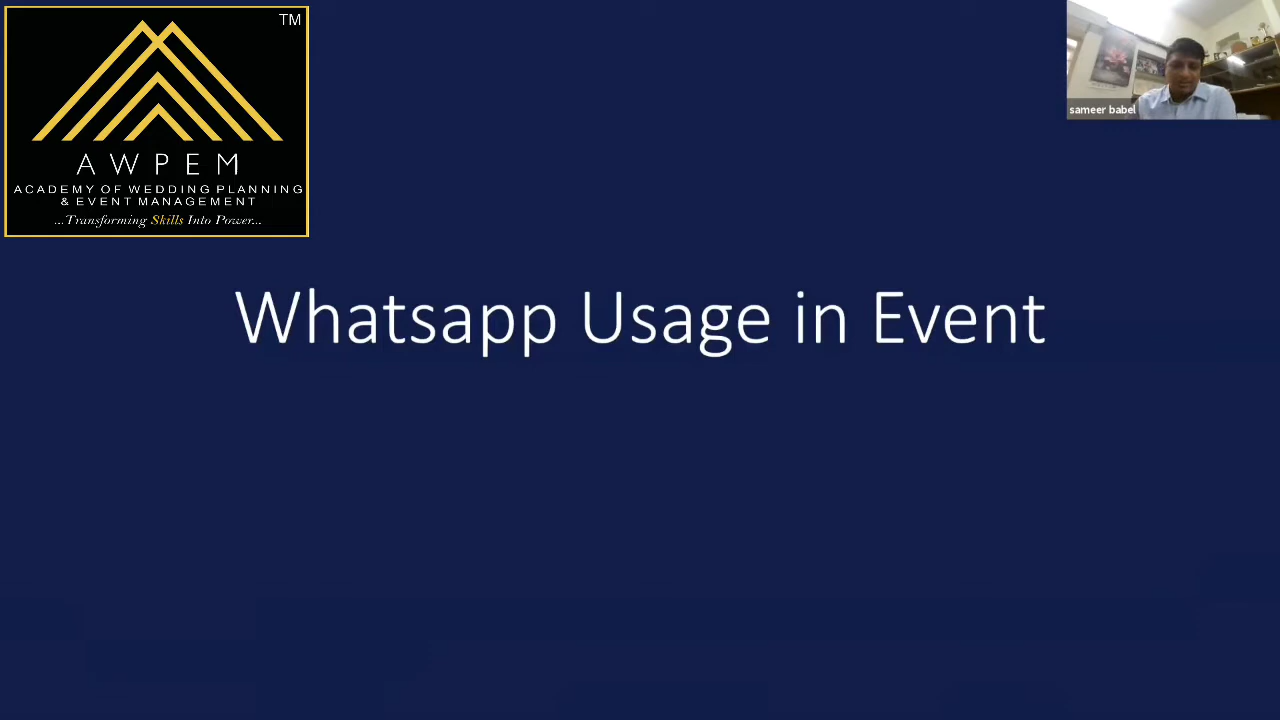 TM
AWPEM
ACADEMY OF WEDDING PLANNING
& EVENT MANAGEMENT
...Transforming Skills Into Power...
sameer babel
Whatsapp Usage in Event